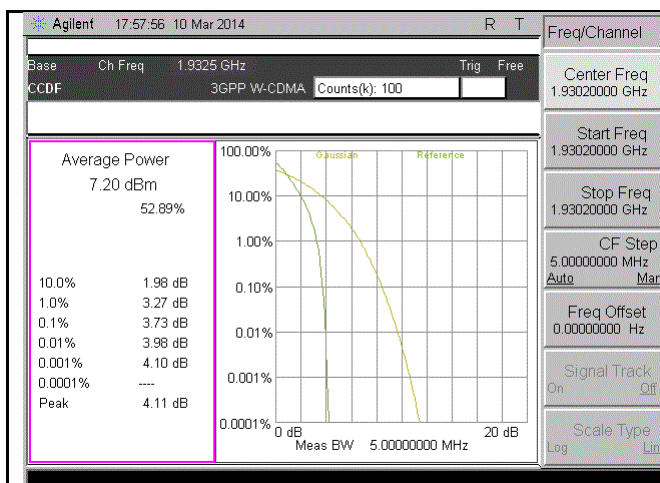 Agilent 17:57:56 10 Mar 2014 R T
Base Ch Freq 1.9325 GHz Trig Free
CCDF 3GPP W-CDMA Counts(k): 100
Average Power
7.20 dBm
52.89%
10.0% 1.98 dB
1.0% 3.27 dB
0.1% 3.73 dB
0.01% 3.98 dB
0.001% 4.10 dB
0.0001% ----
Peak 4.11 dB
Gaussian Reference
100.00%
10.00%
1.00%
0.10%
0.01%
0.001%
0.0001%
0 dB 20 dB
Meas BW 5.00000000 MHz
Freq/Channel
Center Freq
1.93020000 GHz
Start Freq
1.93020000 GHz
Stop Freq
1.93020000 GHz
CF Step
5.00000000 MHz
Auto Man
Freq Offset
0.00000000 Hz
Signal Track
On Off
Scale Type
Log Lin